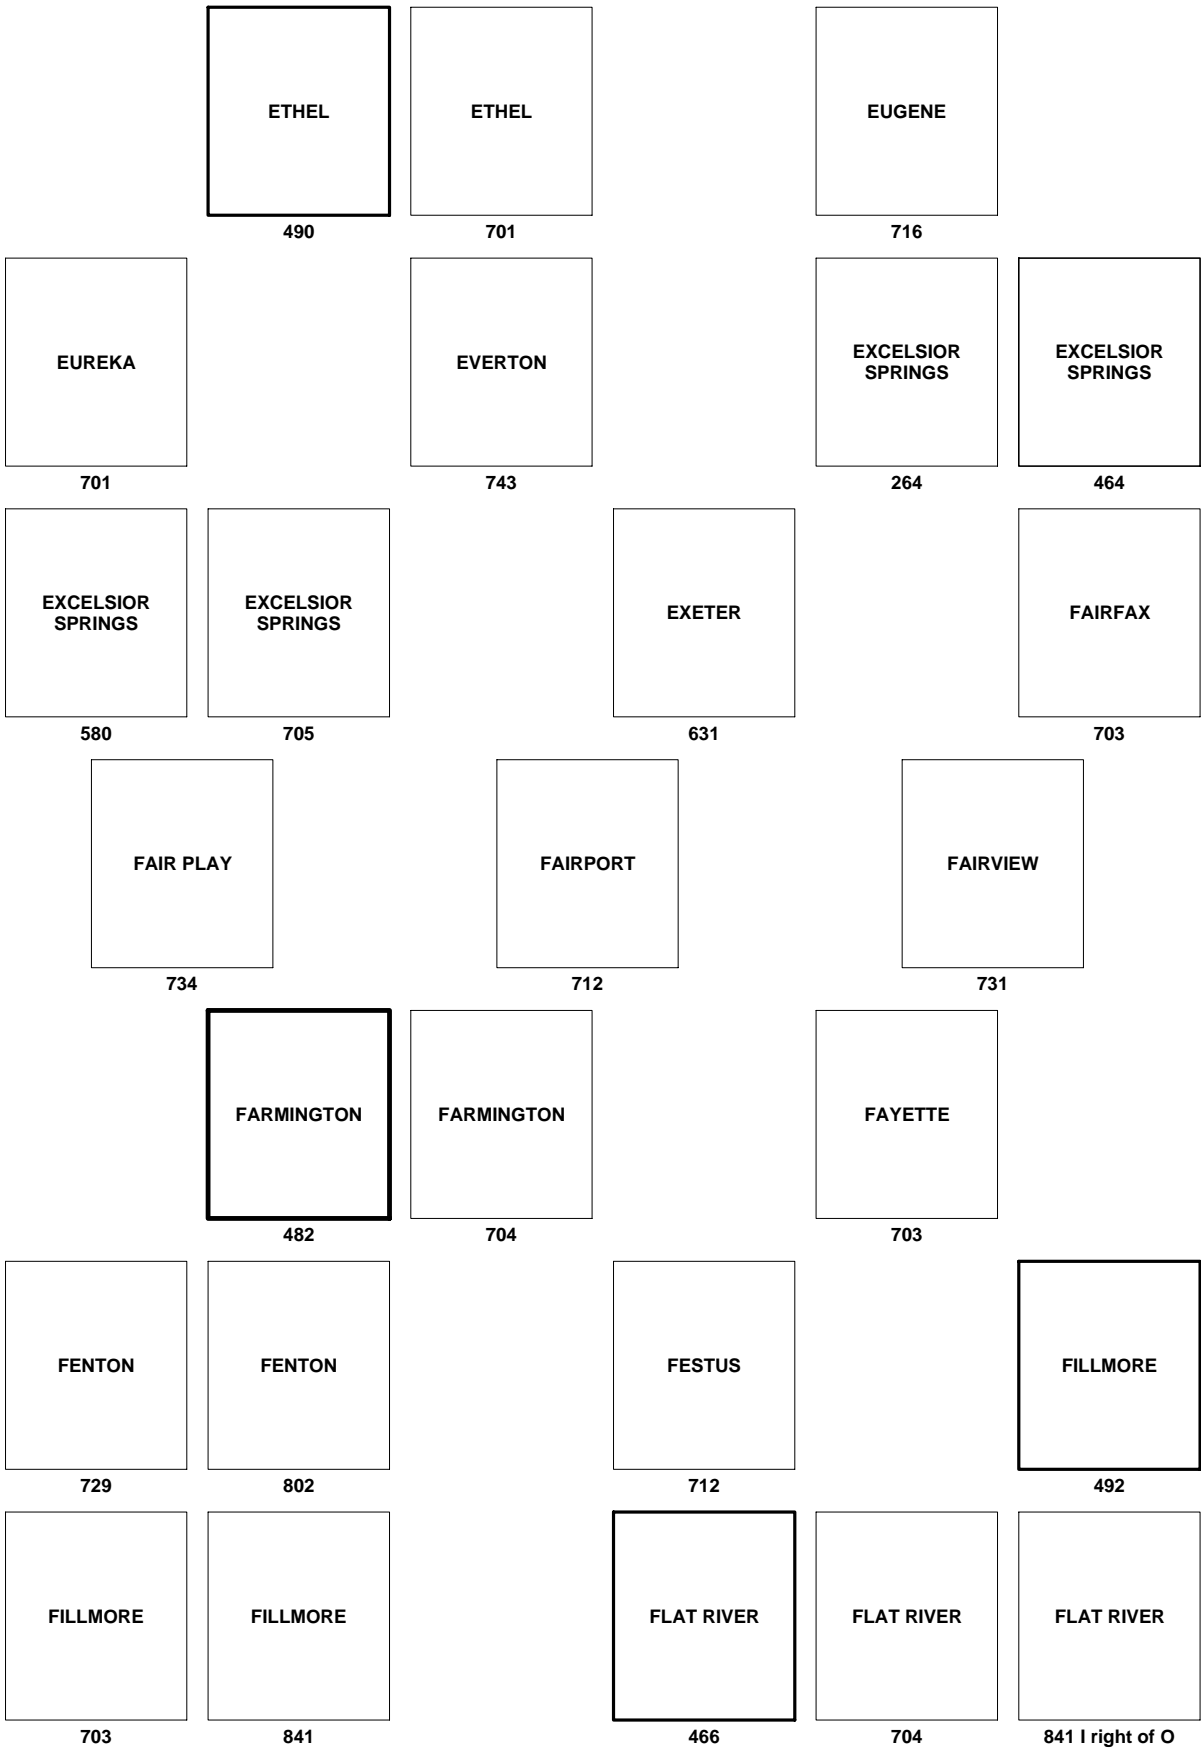 ETHEL
490
ETHEL
701
EUGENE
716
EUREKA
701
EVERTON
743
EXCELSIOR
SPRINGS
264
EXCELSIOR
SPRINGS
464
EXCELSIOR
SPRINGS
580
EXCELSIOR
SPRINGS
705
EXETER
631
FAIRFAX
703
FAIR PLAY
734
FAIRPORT
712
FAIRVIEW
731
FARMINGTON
482
FARMINGTON
704
FAYETTE
703
FENTON
729
FENTON
802
FESTUS
712
FILLMORE
492
FILLMORE
703
FILLMORE
841
FLAT RIVER
466
FLAT RIVER
704
FLAT RIVER
841 I right of O